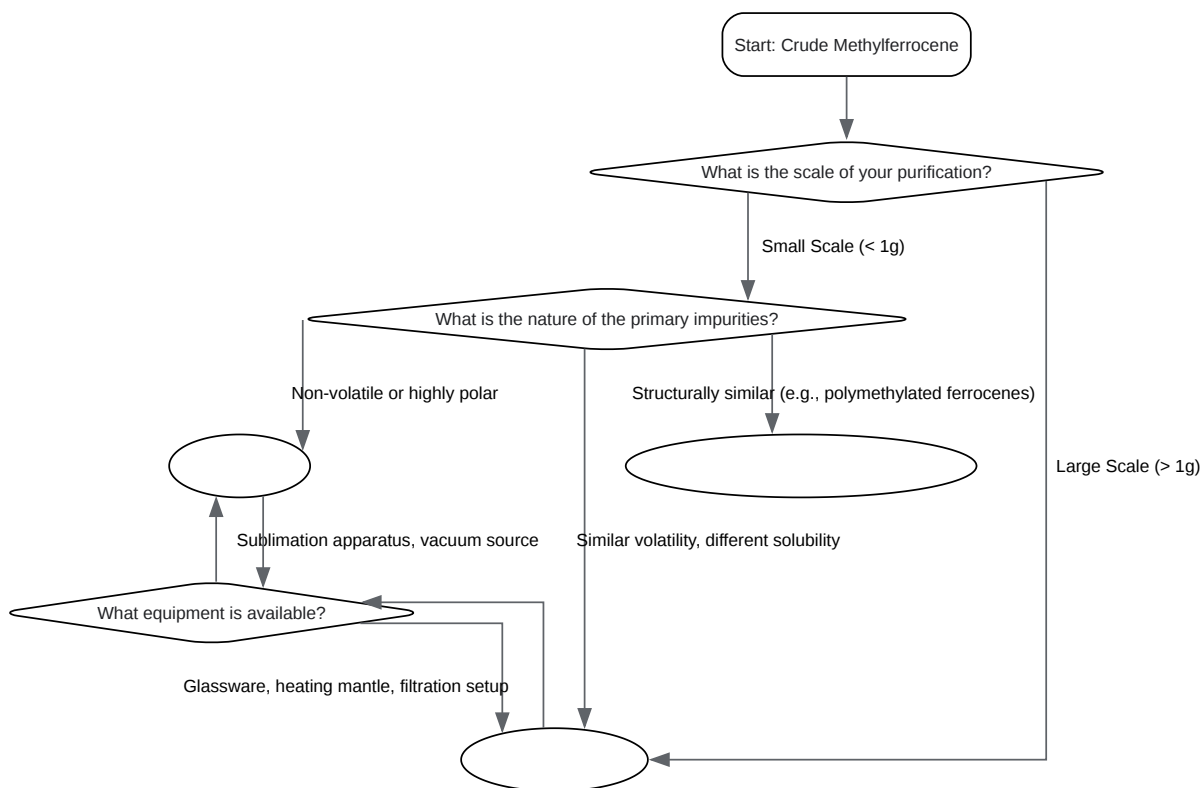 Start: Crude Methylferrocene
What is the scale of your purification?
Small Scale (< 1g)
What is the nature of the primary impurities?
Non-volatile or highly polar
Structurally similar (e.g., polymethylated ferrocenes)
Large Scale (> 1g)
Sublimation apparatus, vacuum source
Similar volatility, different solubility
What equipment is available?
Glassware, heating mantle, filtration setup